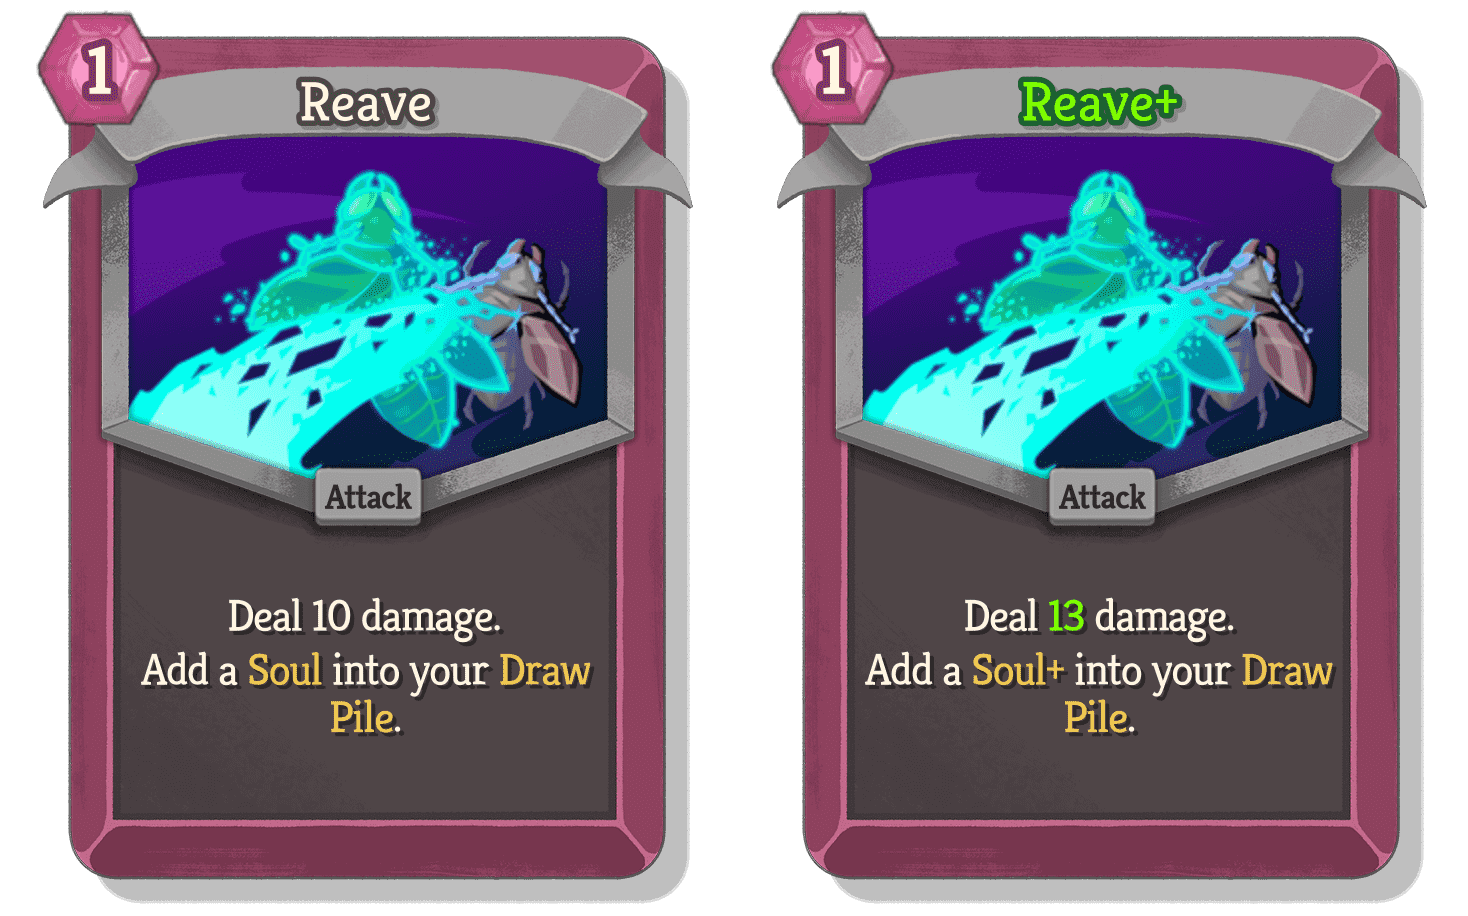 1
Reave
Attack
Deal 10 damage.
Add a Soul into your Draw
Pile.
1
Reave+
Attack
Deal 13 damage.
Add a Soul+ into your Draw
Pile.